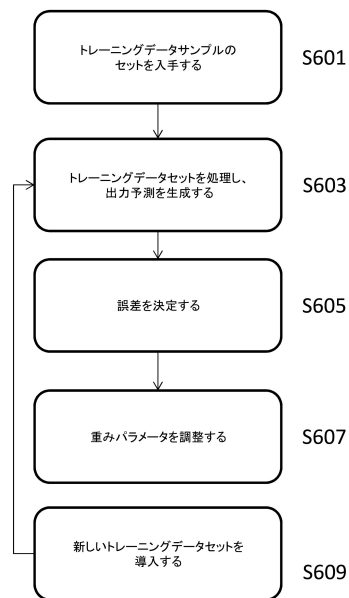 トレーニングデータサンプルの
セットを入手する
S601
トレーニングデータセットを処理し、
出力予測を生成する
S603
誤差を決定する
S605
重みパラメータを調整する
S607
新しいトレーニングデータセットを
導入する
S609